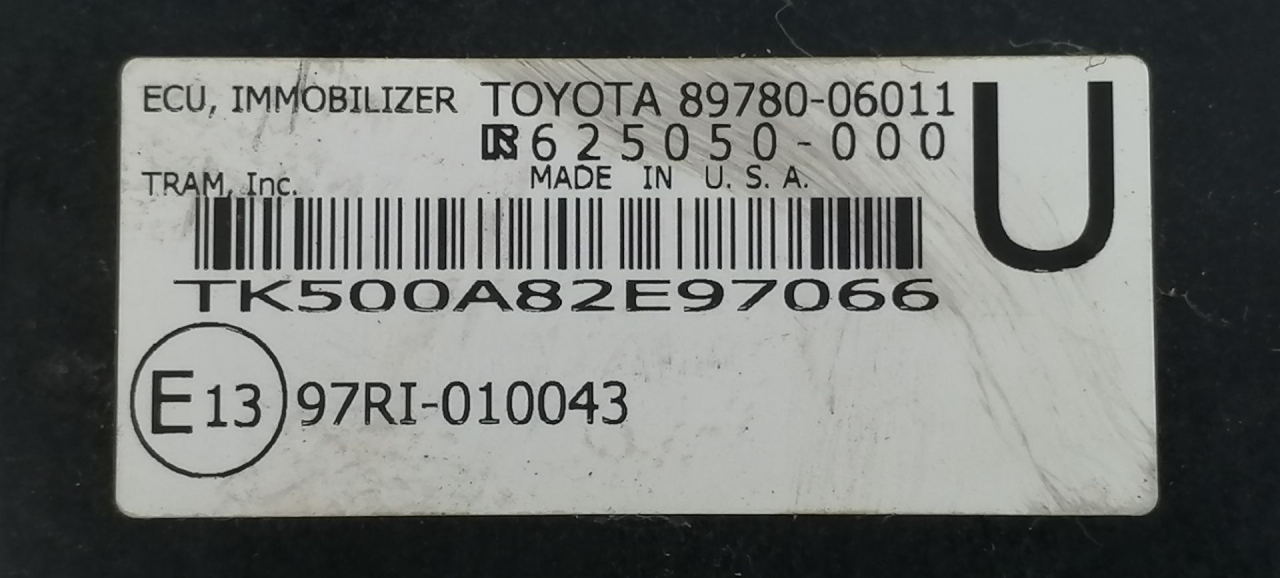 ECU, IMMOBILIZER TOYOTA 89780-06011 U
625050-000
TRAM, Inc. MADE IN U. S. A.
TK500A82E97066
E13 97RI-010043